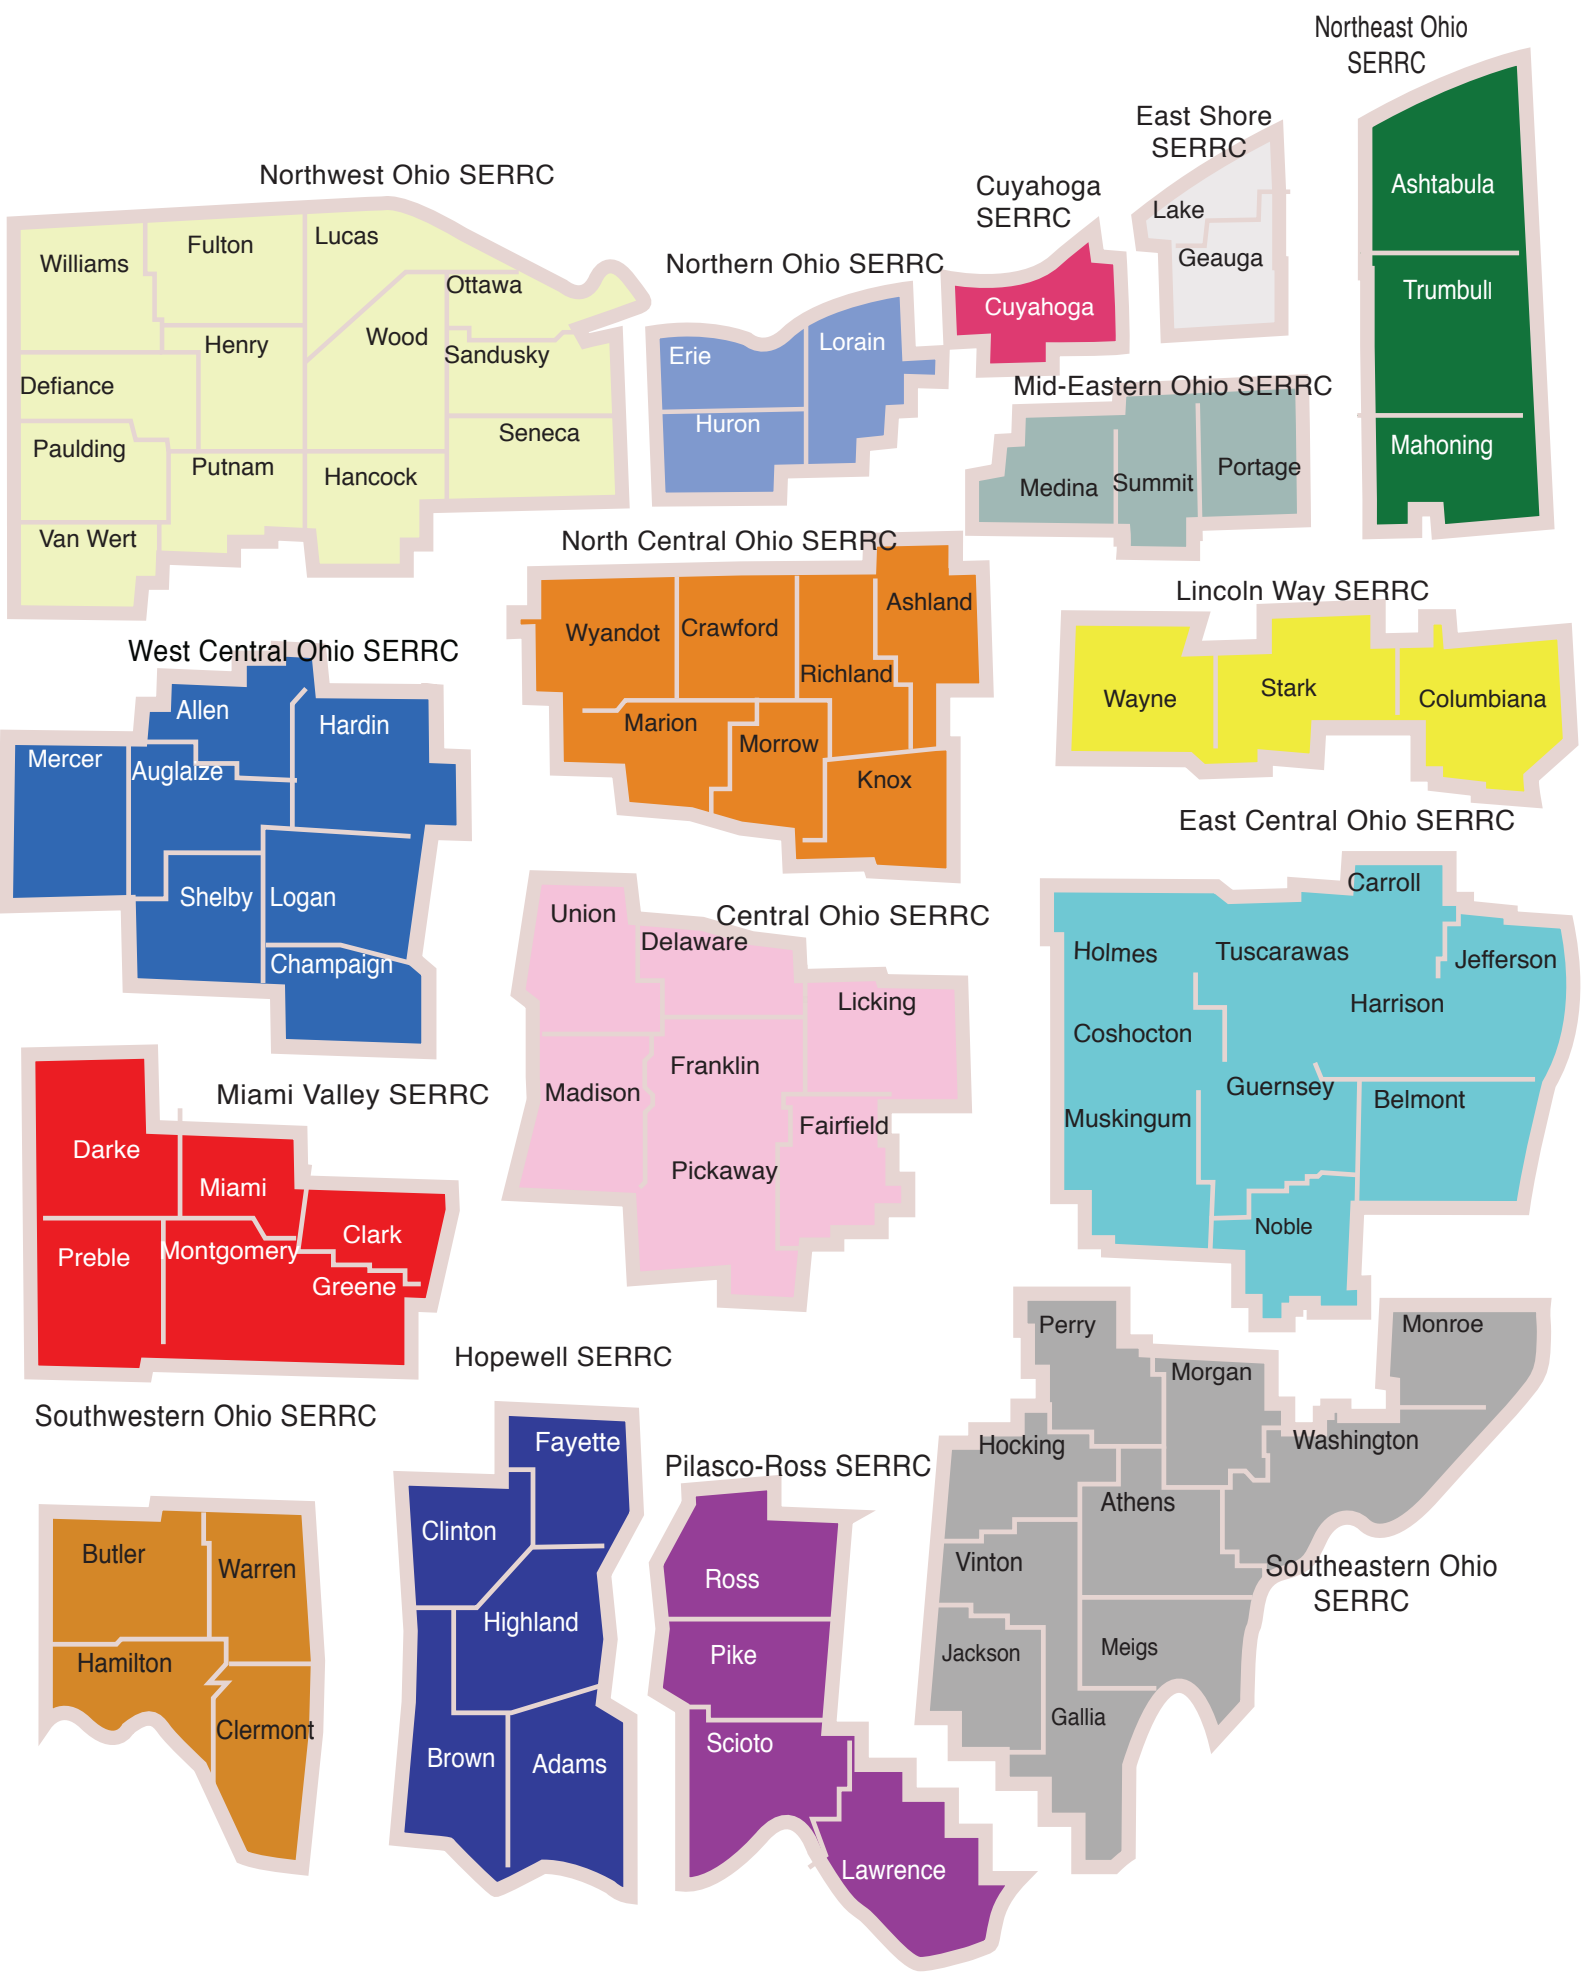 Northeast Ohio
SERRC
Ashtabula
Trumbull
Mahoning
East Shore
SERRC
Lake
Geauga
Cuyahoga
SERRC
Cuyahoga
Northwest Ohio SERRC
Williams
Fulton
Lucas
Ottawa
Henry
Wood
Sandusky
Defiance
Paulding
Putnam
Hancock
Seneca
Van Wert
Northern Ohio SERRC
Erie
Lorain
Huron
Mid-Eastern Ohio SERRC
Medina
Summit
Portage
North Central Ohio SERRC
Wyandot
Crawford
Ashland
Richland
Marion
Morrow
Knox
Lincoln Way SERRC
Wayne
Stark
Columbiana
West Central Ohio SERRC
Allen
Hardin
Mercer
Auglaize
Shelby
Logan
Champaign
East Central Ohio SERRC
Carroll
Holmes
Tuscarawas
Jefferson
Harrison
Coshocton
Guernsey
Belmont
Muskingum
Noble
Central Ohio SERRC
Union
Delaware
Licking
Franklin
Madison
Fairfield
Pickaway
Miami Valley SERRC
Darke
Miami
Clark
Preble
Montgomery
Greene
Hopewell SERRC
Fayette
Clinton
Highland
Brown
Adams
Southwestern Ohio SERRC
Butler
Warren
Hamilton
Clermont
Pilasco-Ross SERRC
Ross
Pike
Scioto
Lawrence
Perry
Monroe
Morgan
Hocking
Washington
Athens
Vinton
Southeastern Ohio
SERRC
Jackson
Meigs
Gallia